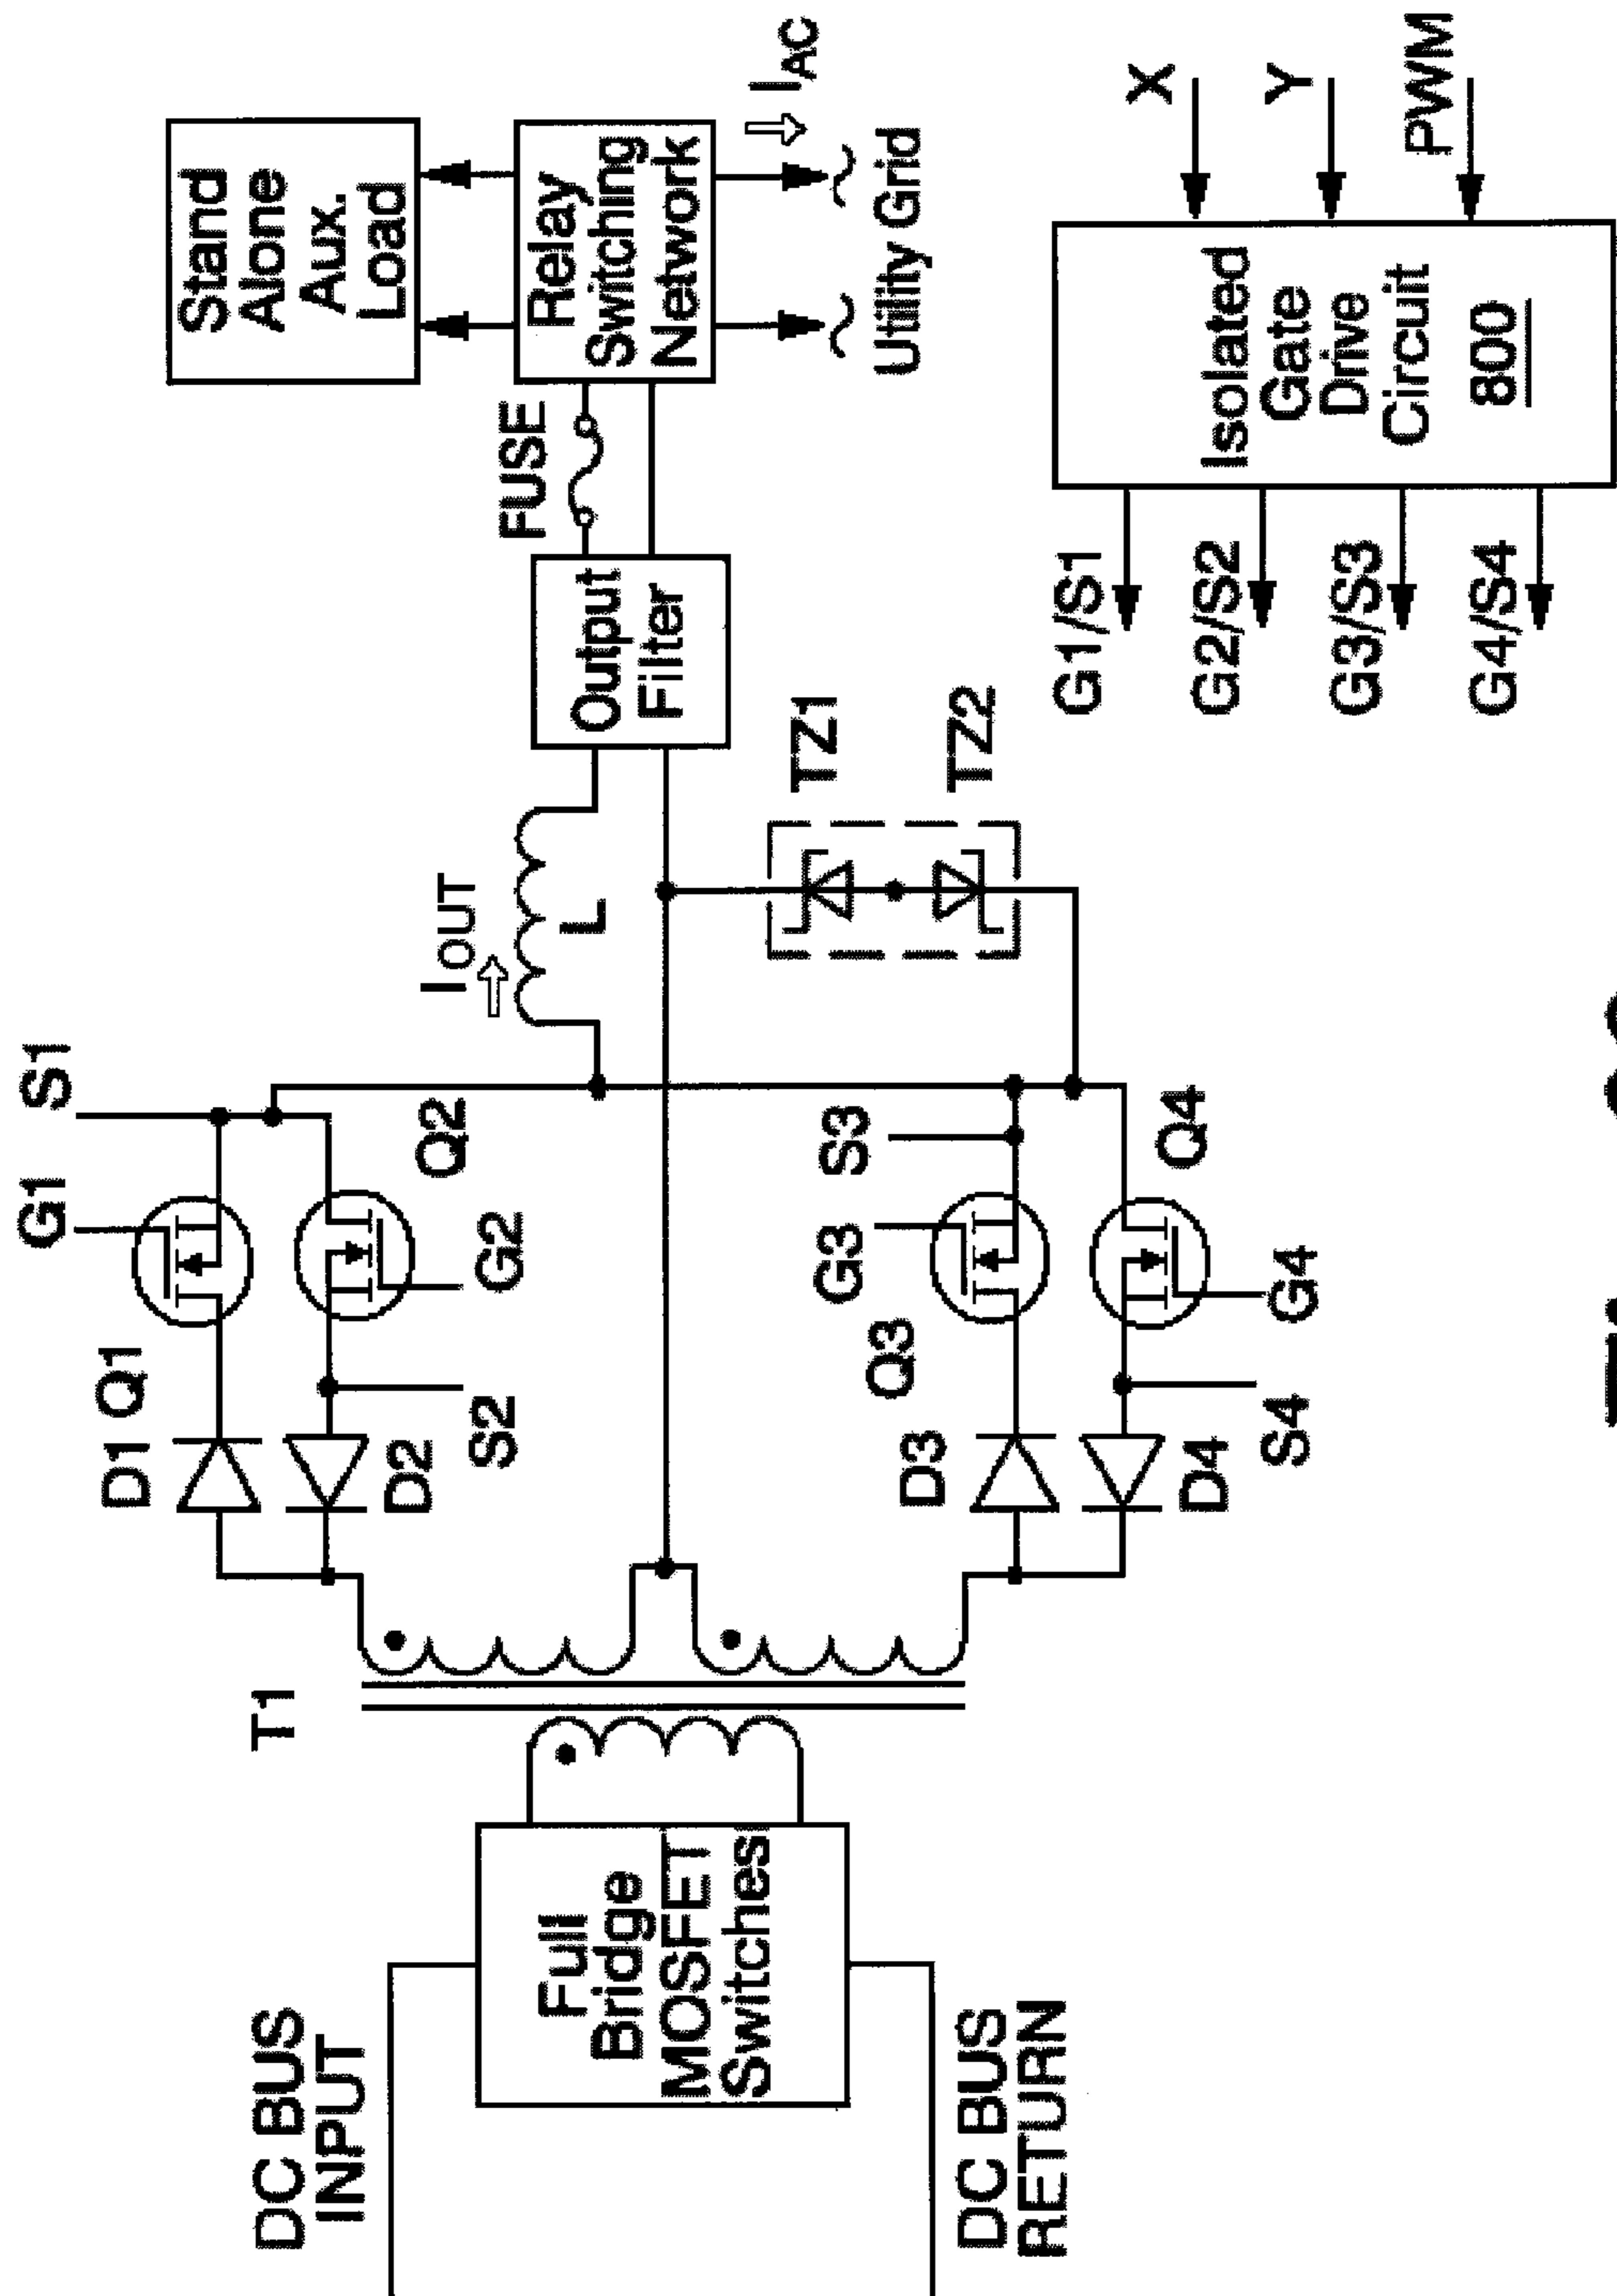 DC BUS
INPUT
DC BUS
RETURN
Full
Bridge
MOSFET
Switches
T1
D1
Q1
G1
S1
D2
S2
G2
Q2
D3
Q3
G3
S3
D4
S4
G4
Q4
IOUT
L
TZ1
TZ2
Output
Filter
FUSE
Relay
Switching
Network
Stand
Alone
Aux.
Load
IAC
Utility Grid
G1/S1
G2/S2
G3/S3
G4/S4
Isolated
Gate
Drive
Circuit
800
X
Y
PWM